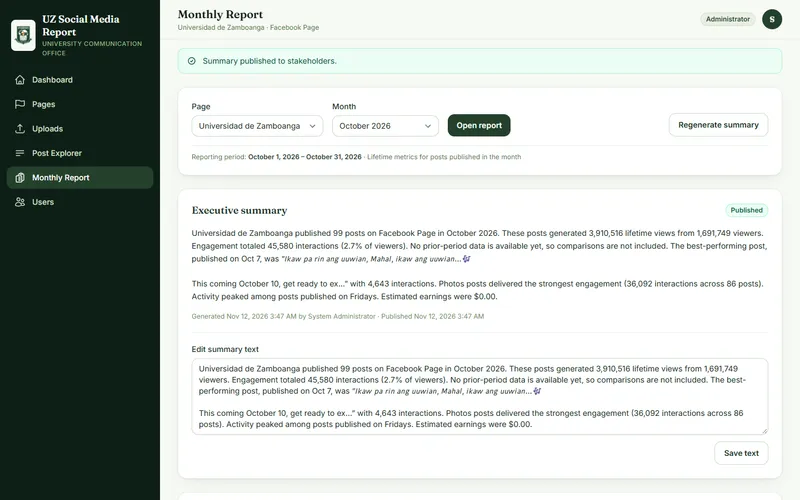 UZ Social Media
Report
UNIVERSITY COMMUNICATION
OFFICE
Dashboard
Pages
Uploads
Post Explorer
Monthly Report
Users
Monthly Report
Universidad de Zamboanga · Facebook Page
Administrator
S
Summary published to stakeholders.
Page
Month
Universidad de Zamboanga
October 2026
Open report
Regenerate summary
Reporting period: October 1, 2026 – October 31, 2026 · Lifetime metrics for posts published in the month
Executive summary
Published
Universidad de Zamboanga published 99 posts on Facebook Page in October 2026. These posts generated 3,910,516 lifetime views from 1,691,749 viewers.
Engagement totaled 45,580 interactions (2.7% of viewers). No prior-period data is available yet, so comparisons are not included. The best-performing post,
published on Oct 7, was "𝘐𝘬𝘢𝘸 𝘱𝘢 𝘳𝘪𝘯 𝘢𝘯𝘨 𝘶𝘶𝘸𝘪𝘢𝘯, 𝘔𝘢𝘩𝘢𝘭, 𝘪𝘬𝘢𝘸 𝘢𝘯𝘨 𝘶𝘶𝘸𝘪𝘢𝘯...
This coming October 10, get ready to ex..." with 4,643 interactions. Photos posts delivered the strongest engagement (36,092 interactions across 86 posts).
Activity peaked among posts published on Fridays. Estimated earnings were $0.00.
Generated Nov 12, 2026 3:47 AM by System Administrator · Published Nov 12, 2026 3:47 AM
Edit summary text
Universidad de Zamboanga published 99 posts on Facebook Page in October 2026. These posts generated 3,910,516 lifetime views from 1,691,749
viewers. Engagement totaled 45,580 interactions (2.7% of viewers). No prior-period data is available yet, so comparisons are not included. The best-
performing post, published on Oct 7, was "𝘐𝘬𝘢𝘸 𝘱𝘢 𝘳𝘪𝘯 𝘢𝘯𝘨 𝘶𝘶𝘸𝘪𝘢𝘯, 𝘔𝘢𝘩𝘢𝘭, 𝘪𝘬𝘢𝘸 𝘢𝘯𝘨 𝘶𝘶𝘸𝘪𝘢𝘯...
This coming October 10, get ready to ex..." with 4,643 interactions. Photos posts delivered the strongest engagement (36,092 interactions across 86
posts). Activity peaked among posts published on Fridays. Estimated earnings were $0.00.
Save text